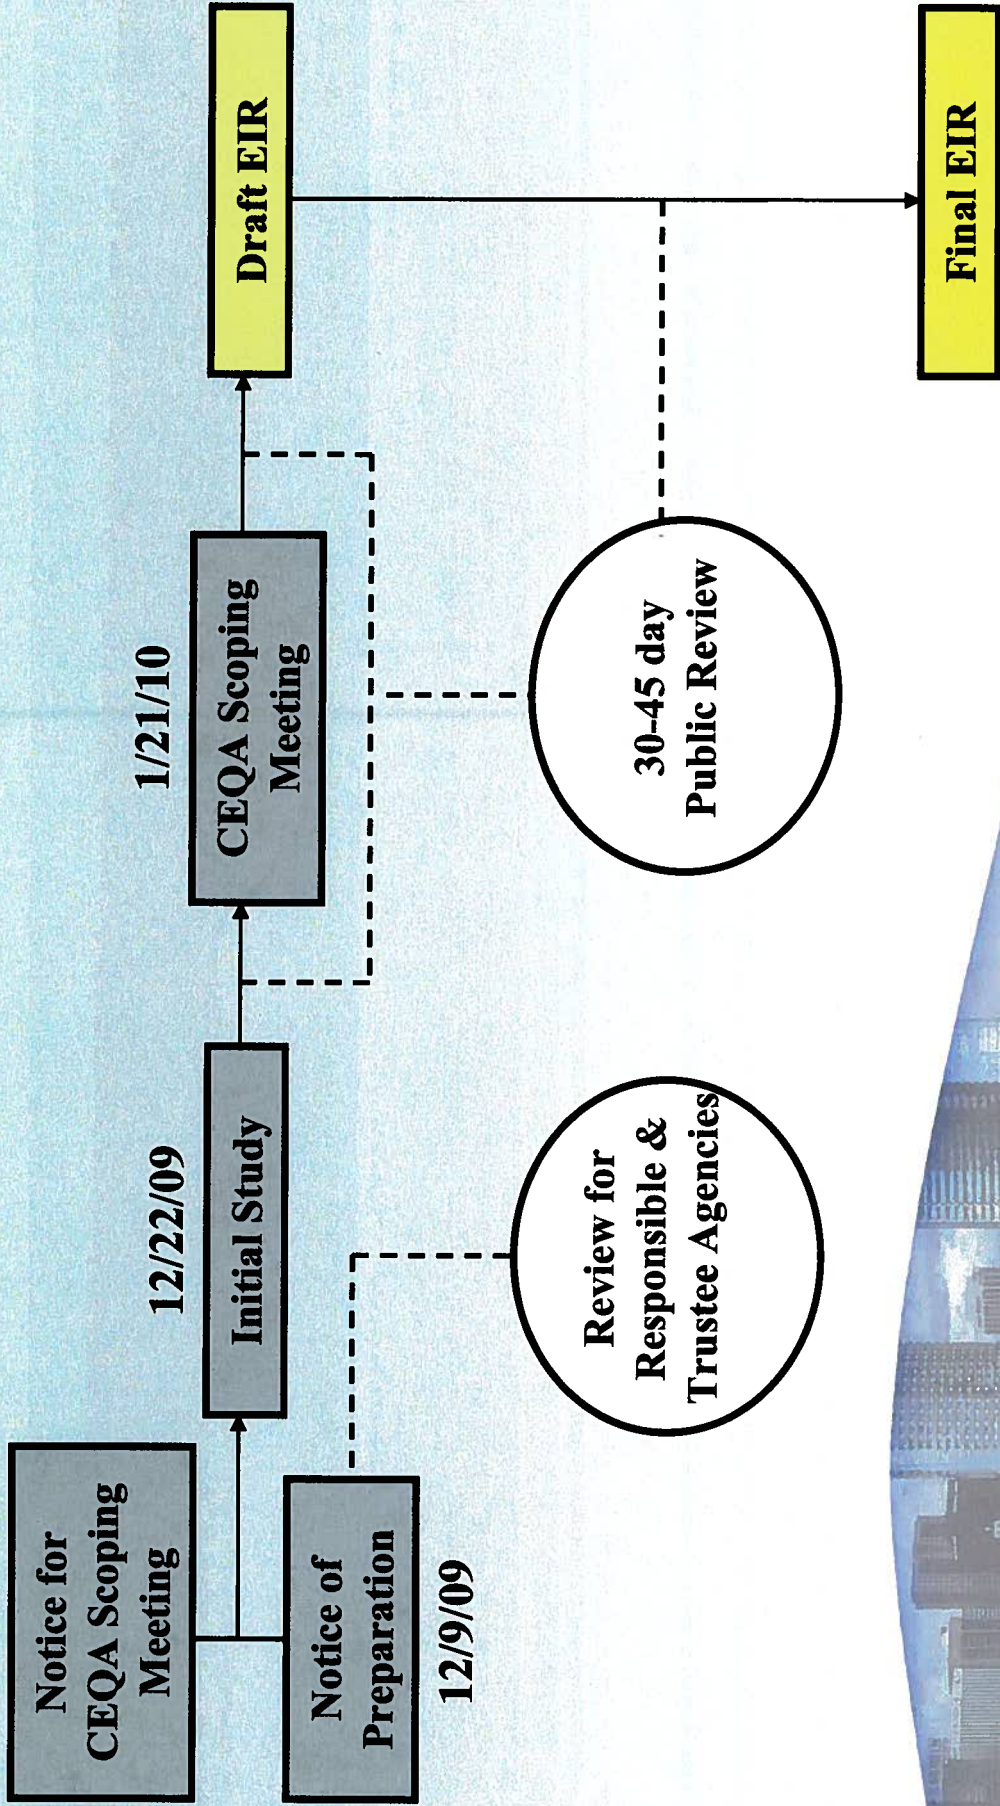 Notice for
CEQA Scoping
Meeting
Notice of
Preparation
12/9/09
12/22/09
Initial Study
Review for
Responsible &
Trustee Agencies
1/21/10
CEQA Scoping
Meeting
30-45 day
Public Review
Draft EIR
Final EIR